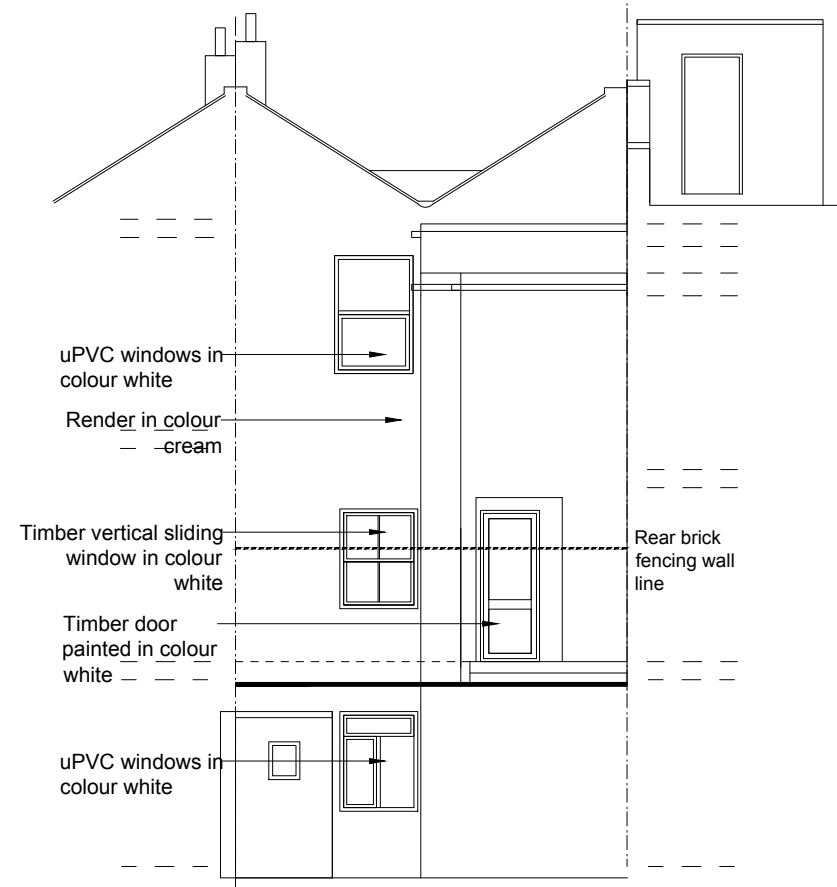 uPVC windows in
colour white
Render in colour
cream
Timber vertical sliding
window in colour
white
Rear brick
fencing wall
line
Timber door
painted in colour
white
uPVC windows in
colour white